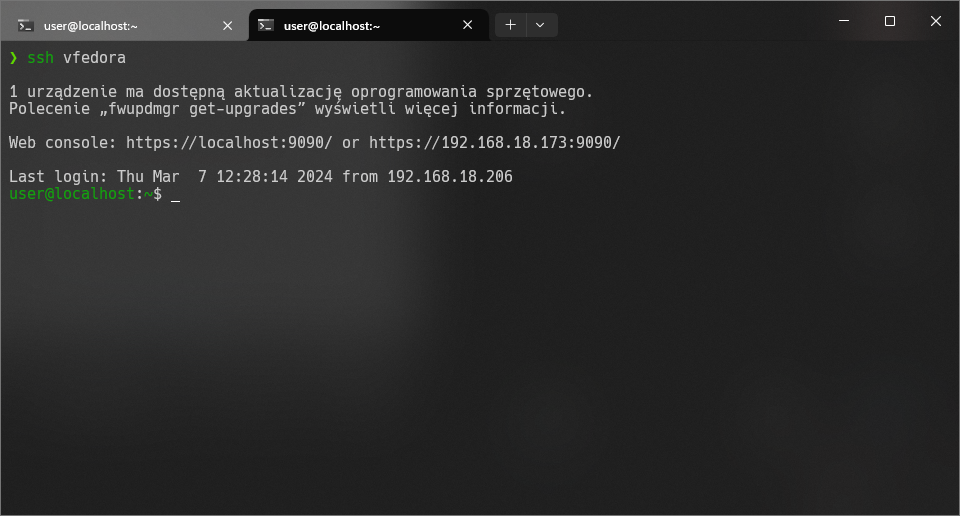 user@localhost:~
user@localhost:~
❯ ssh vfedora
1 urządzenie ma dostępną aktualizację oprogramowania sprzętowego.
Polecenie „fwupdmgr get-upgrades” wyświetli więcej informacji.
Web console: https://localhost:9090/ or https://192.168.18.173:9090/
Last login: Thu Mar  7 12:28:14 2024 from 192.168.18.206
user@localhost:~$ _